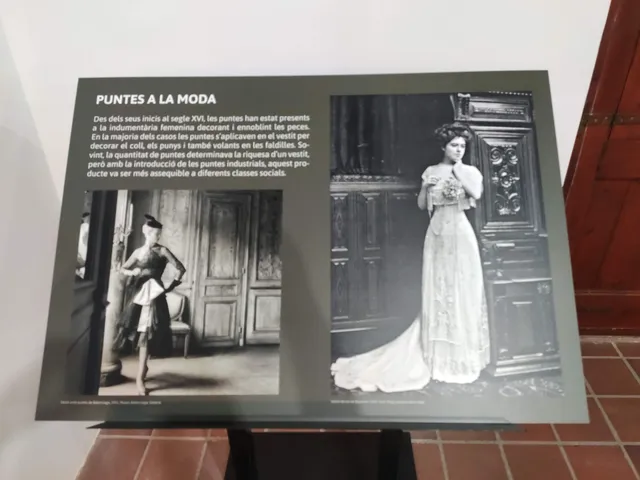 PUNTES A LA MODA
Des dels seus inicis al segle XVI, les puntes han estat presents
a la indumentària femenina decorant i ennoblint les peces.
En la majoria dels casos les puntes s'aplicaven en el vestit per
decorar el coll, els punys i també volants en les faldilles. So-
vint, la quantitat de puntes determinava la riquesa d'un vestit,
però amb la introducció de les puntes industrials, aquest pro-
ducte va ser més assequible a diferents classes socials.